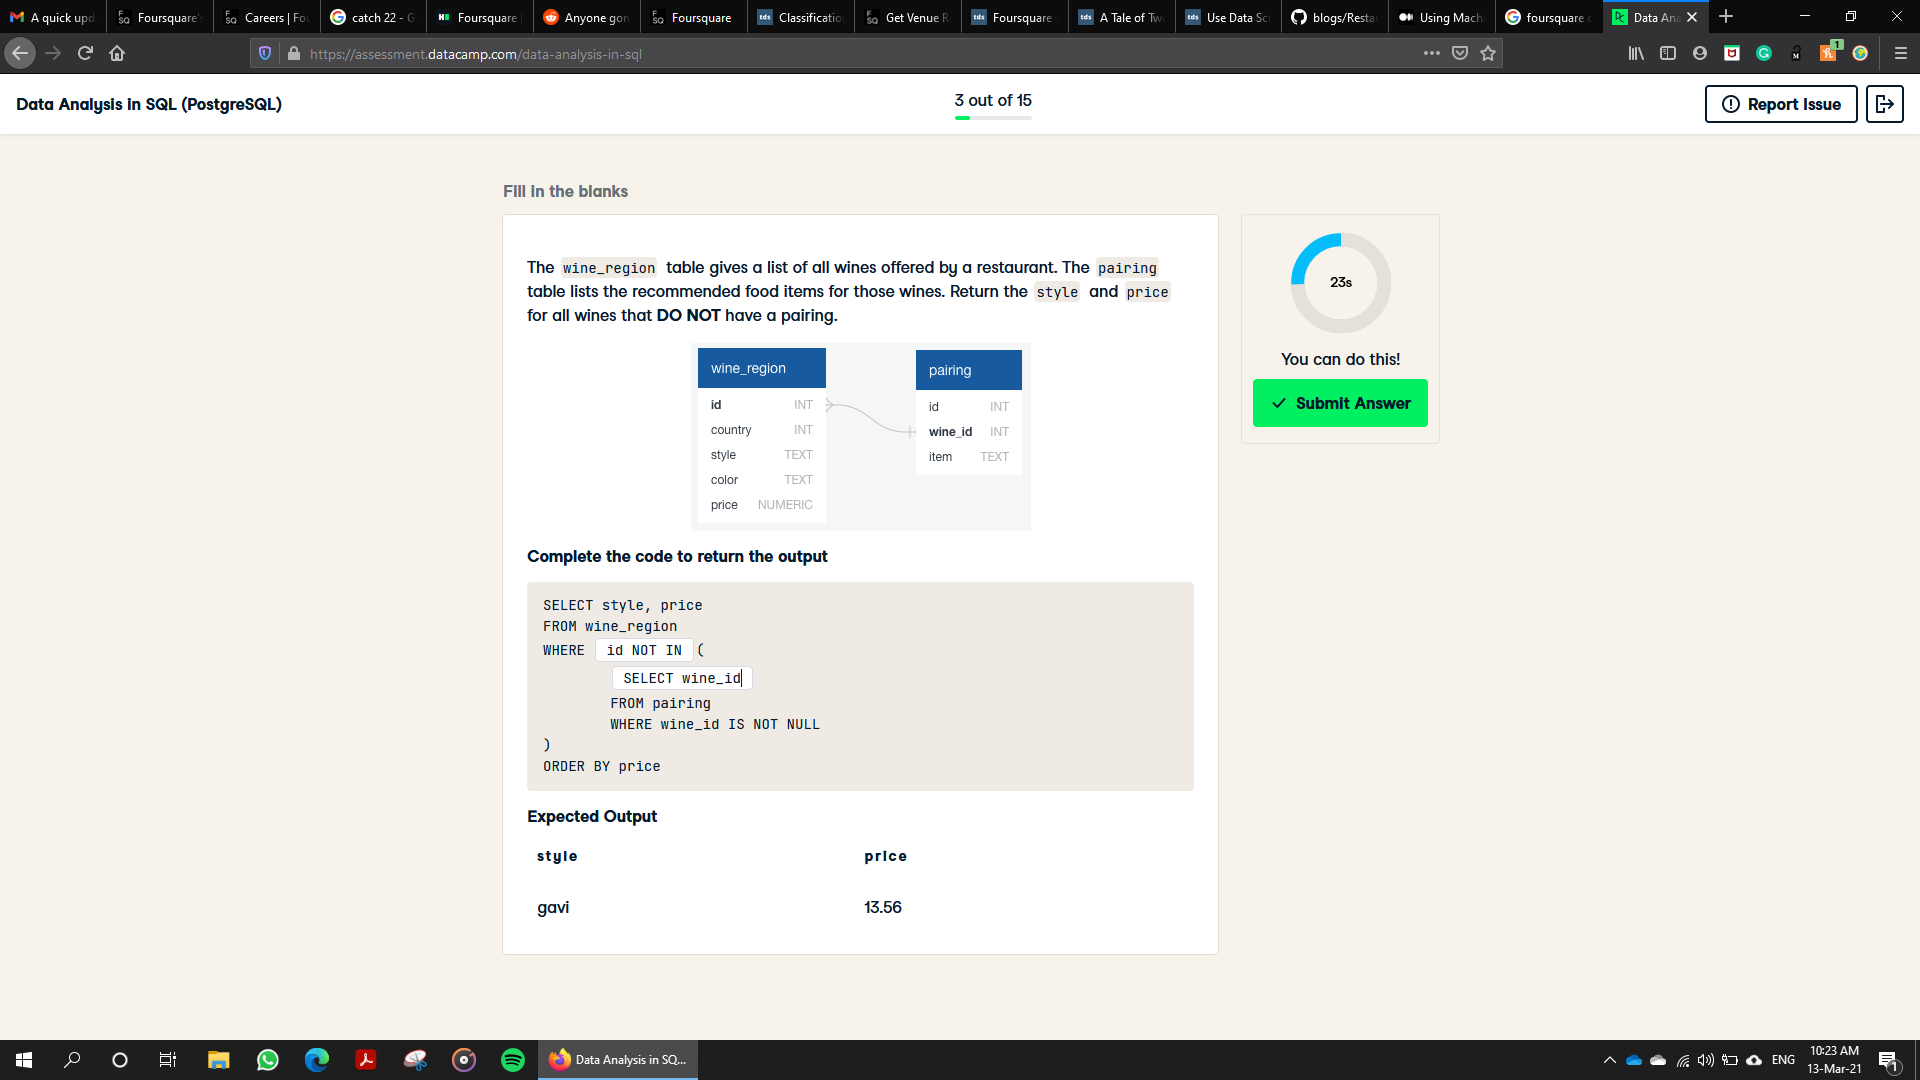 A quick upd
Foursquare's
Careers | Fou
catch 22 - G
Foursquare |
Anyone gon
Foursquare
Classificatio
Get Venue R
Foursquare -
A Tale of Tw
Use Data Sci
blogs/Resta
Using Mach
foursquare c
Data Ana
https://assessment.datacamp.com/data-analysis-in-sql
1
Data Analysis in SQL (PostgreSQL)
3 out of 15
Report Issue
Fill in the blanks
The wine_region table gives a list of all wines offered by a restaurant. The pairing
table lists the recommended food items for those wines. Return the style and price
for all wines that DO NOT have a pairing.
23s
You can do this!
Submit Answer
wine_region
id INT
country INT
style TEXT
color TEXT
price NUMERIC
pairing
id INT
wine_id INT
item TEXT
Complete the code to return the output
SELECT style, price
FROM wine_region
WHERE id NOT IN (
SELECT wine_id
FROM pairing
WHERE wine_id IS NOT NULL
)
ORDER BY price
Expected Output
style price
gavi 13.56
Data Analysis in SQ...
ENG
10:23 AM
13-Mar-21
1